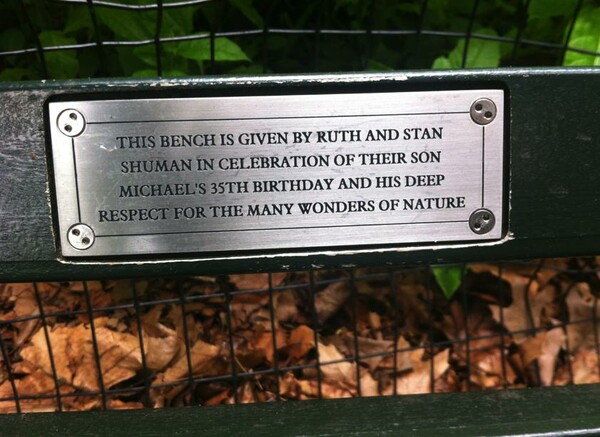 THIS BENCH IS GIVEN BY RUTH AND STAN
SHUMAN IN CELEBRATION OF THEIR SON
MICHAEL'S 35TH BIRTHDAY AND HIS DEEP
RESPECT FOR THE MANY WONDERS OF NATURE